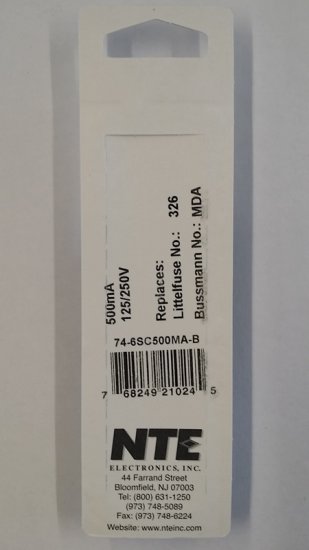 500mA
125/250V
Replaces:
Littelfuse No.: 326
Bussmann No.: MDA
74-6SC500MA-B
7 68249 21024 5
NTE
ELECTRONICS, INC.
44 Farrand Street
Bloomfield, NJ 07003
Tel: (800) 631-1250
(973) 748-5089
Fax: (973) 748-6224
Website: www.nteinc.com